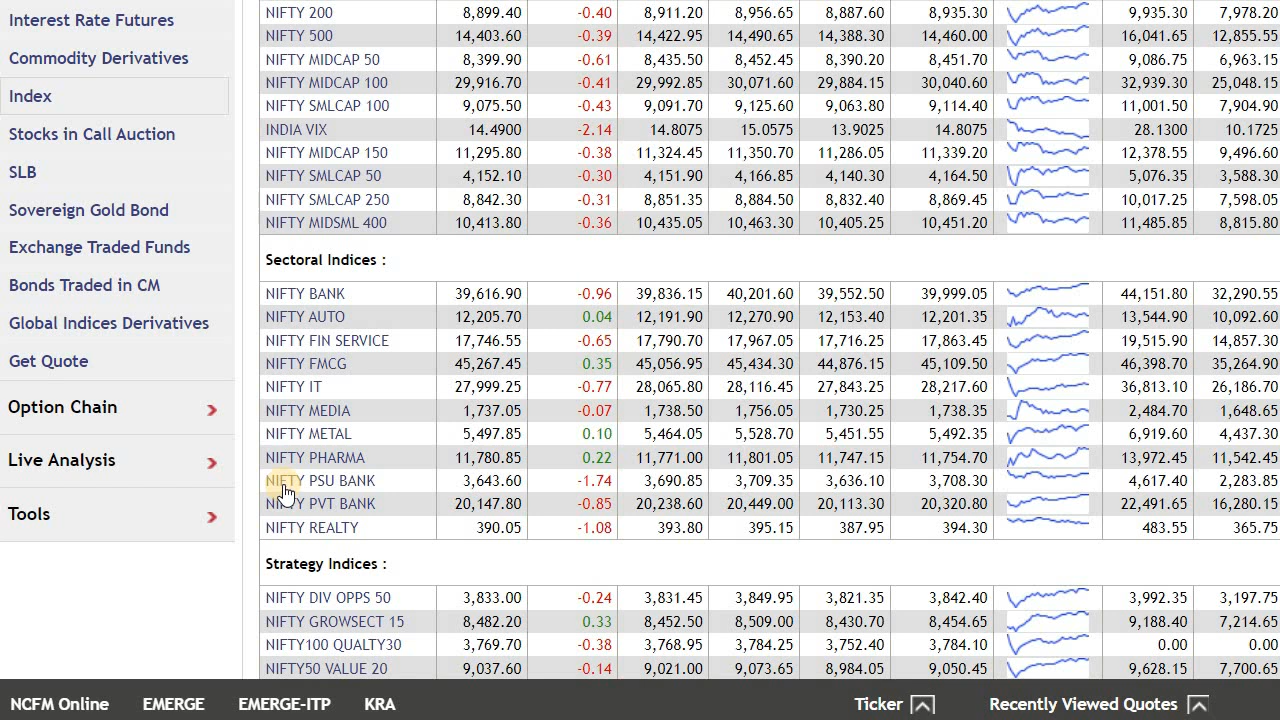 Interest Rate Futures
Commodity Derivatives
Index
Stocks in Call Auction
SLB
Sovereign Gold Bond
Exchange Traded Funds
Bonds Traded in CM
Global Indices Derivatives
Get Quote
Option Chain
Live Analysis
Tools
NIFTY 200 8,899.40 -0.40 8,911.20 8,956.65 8,887.60 8,935.30 9,935.30 7,978.20
NIFTY 500 14,403.60 -0.39 14,422.95 14,490.65 14,388.30 14,460.00 16,041.65 12,855.55
NIFTY MIDCAP 50 8,399.90 -0.61 8,435.50 8,452.45 8,390.20 8,451.70 9,086.75 6,963.15
NIFTY MIDCAP 100 29,916.70 -0.41 29,992.85 30,071.60 29,884.15 30,040.60 32,939.30 25,048.15
NIFTY SMLCAP 100 9,075.50 -0.43 9,091.70 9,125.60 9,063.80 9,114.40 11,001.50 7,904.90
INDIA VIX 14.4900 -2.14 14.8075 15.0575 13.9025 14.8075 28.1300 10.1725
NIFTY MIDCAP 150 11,295.80 -0.38 11,324.45 11,350.70 11,286.05 11,339.20 12,378.55 9,496.60
NIFTY SMLCAP 50 4,152.10 -0.30 4,151.90 4,166.85 4,140.30 4,164.50 5,076.35 3,588.30
NIFTY SMLCAP 250 8,842.30 -0.31 8,851.35 8,884.50 8,832.40 8,869.45 10,017.25 7,598.05
NIFTY MIDSML 400 10,413.80 -0.36 10,435.05 10,463.30 10,405.25 10,451.20 11,485.85 8,815.80
Sectoral Indices :
NIFTY BANK 39,616.90 -0.96 39,836.15 40,201.60 39,552.50 39,999.05 44,151.80 32,290.55
NIFTY AUTO 12,205.70 0.04 12,191.90 12,270.90 12,153.40 12,201.35 13,544.90 10,092.60
NIFTY FIN SERVICE 17,746.55 -0.65 17,790.70 17,967.05 17,716.25 17,863.45 19,515.90 14,857.30
NIFTY FMCG 45,267.45 0.35 45,056.95 45,434.30 44,876.15 45,109.50 46,398.70 35,264.90
NIFTY IT 27,999.25 -0.77 28,065.80 28,116.45 27,843.25 28,217.60 36,813.10 26,186.70
NIFTY MEDIA 1,737.05 -0.07 1,738.50 1,756.05 1,730.25 1,738.35 2,484.70 1,648.65
NIFTY METAL 5,497.85 0.10 5,464.05 5,528.70 5,451.55 5,492.35 6,919.60 4,437.30
NIFTY PHARMA 11,780.85 0.22 11,771.00 11,801.05 11,747.15 11,754.70 13,972.45 11,542.45
NIFTY PSU BANK 3,643.60 -1.74 3,690.85 3,709.35 3,636.10 3,708.30 4,617.40 2,283.85
NIFTY PVT BANK 20,147.80 -0.85 20,238.60 20,449.00 20,113.30 20,320.80 22,491.65 16,280.15
NIFTY REALTY 390.05 -1.08 393.80 395.15 387.95 394.30 483.55 365.75
Strategy Indices :
NIFTY DIV OPPS 50 3,833.00 -0.24 3,831.45 3,849.95 3,821.35 3,842.40 3,992.35 3,197.75
NIFTY GROWSECT 15 8,482.20 0.33 8,452.50 8,509.00 8,430.70 8,454.65 9,188.40 7,214.65
NIFTY100 QUALTY30 3,769.70 -0.38 3,768.95 3,784.25 3,752.40 3,784.10 0.00 0.00
NIFTY50 VALUE 20 9,037.60 -0.14 9,021.00 9,073.65 8,984.05 9,050.45 9,628.15 7,700.65
NCFM Online EMERGE EMERGE-ITP KRA Ticker Recently Viewed Quotes